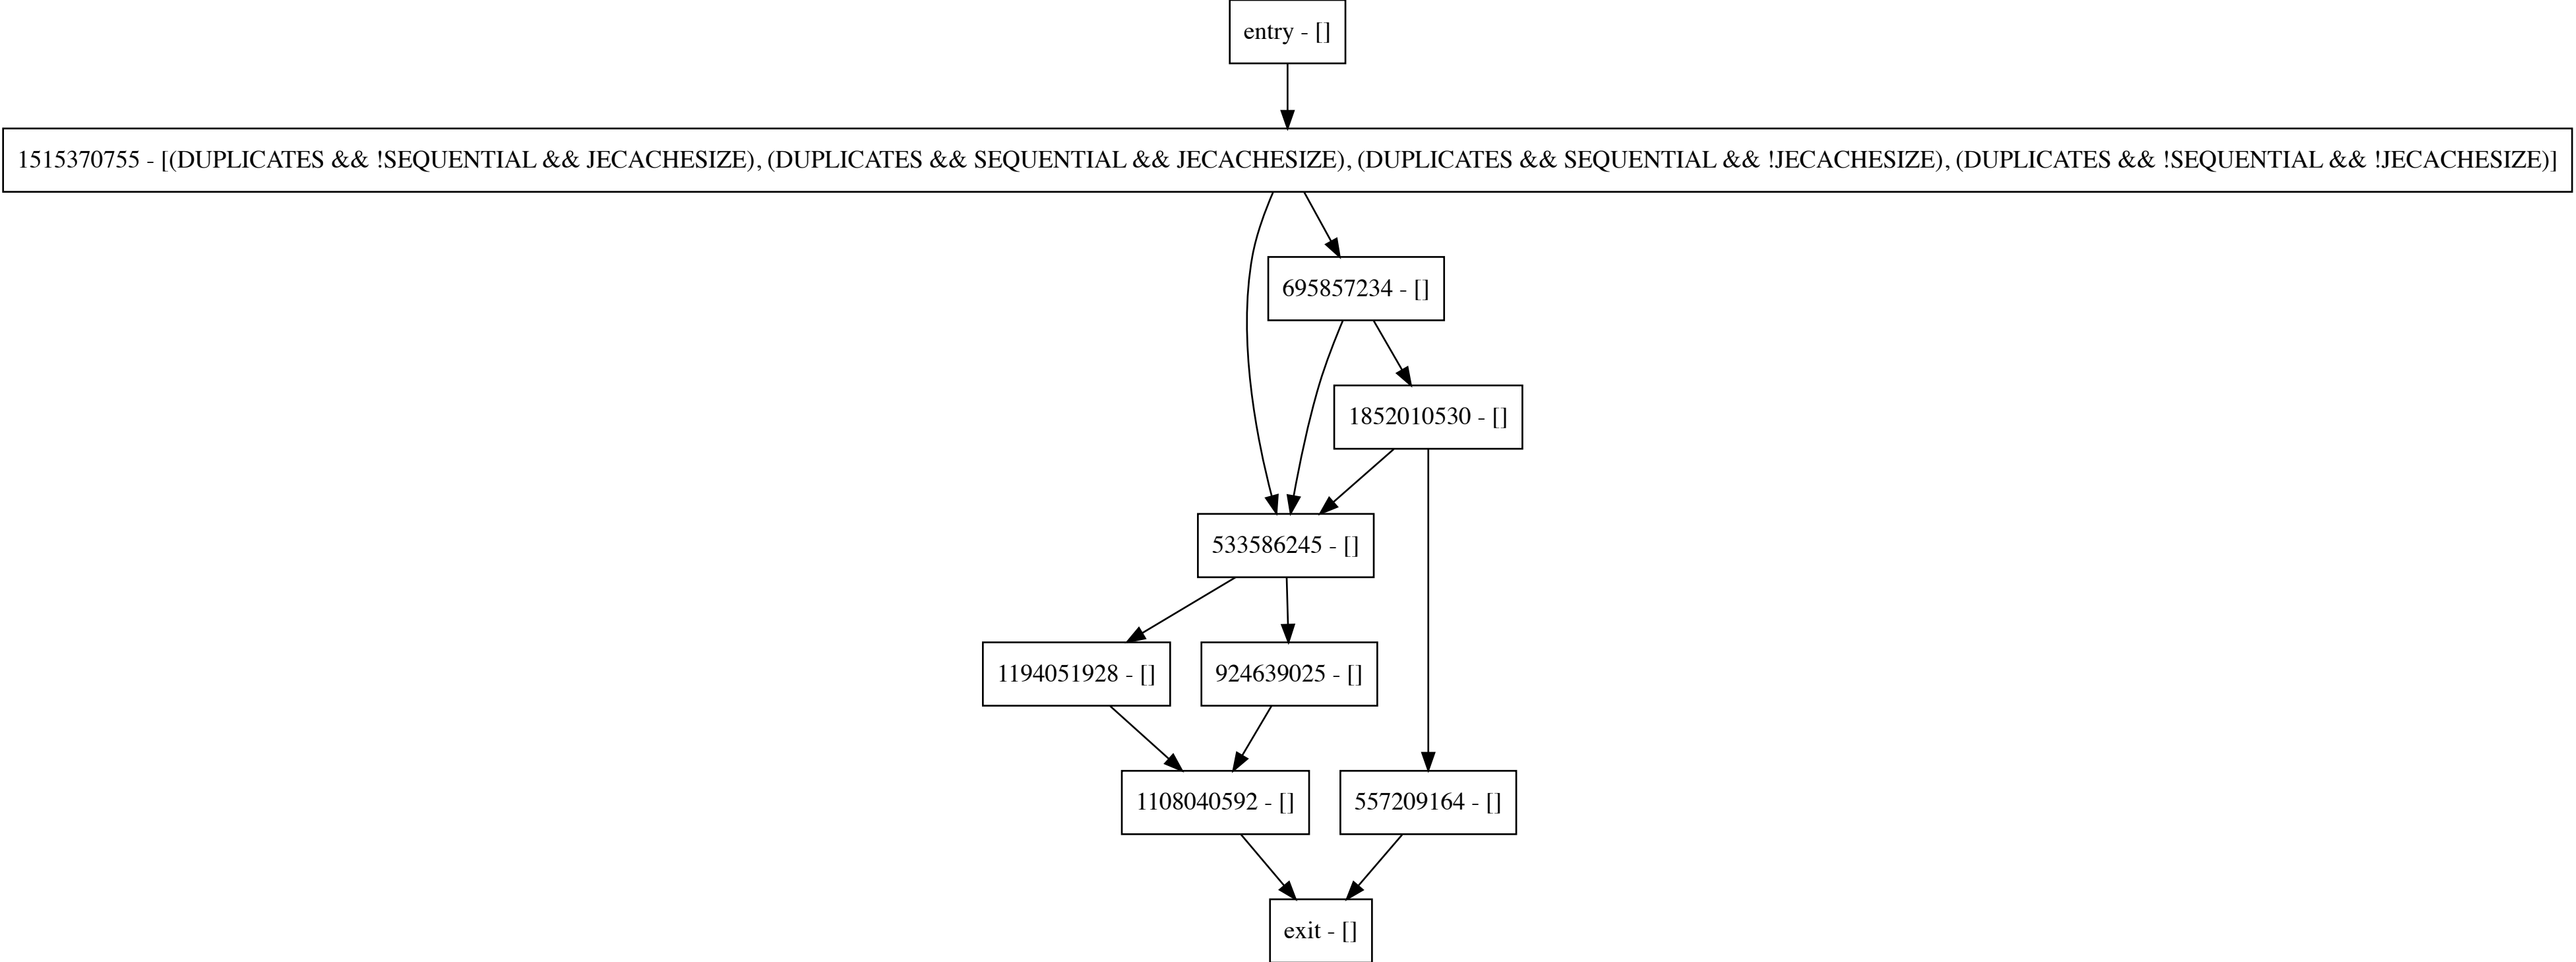 entry - []
1515370755 - [(DUPLICATES && !SEQUENTIAL && JECACHESIZE), (DUPLICATES && SEQUENTIAL && JECACHESIZE), (DUPLICATES && SEQUENTIAL && !JECACHESIZE), (DUPLICATES && !SEQUENTIAL && !JECACHESIZE)]
695857234 - []
1852010530 - []
533586245 - []
1194051928 - []
924639025 - []
1108040592 - []
557209164 - []
exit - []